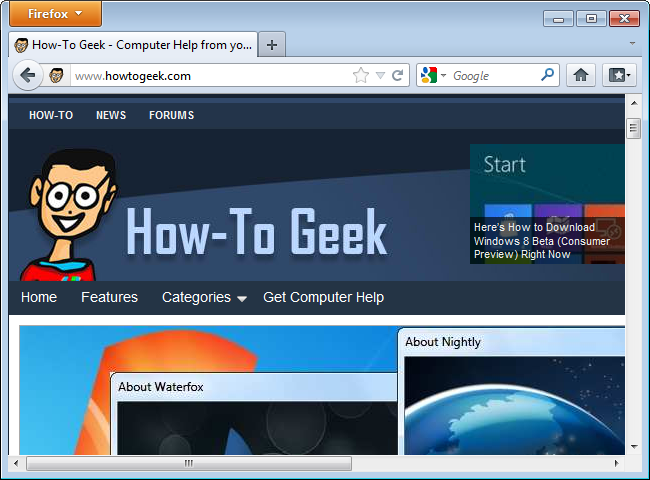 Firefox
How-To Geek - Computer Help from yo...
www.howtogeek.com
Google
HOW-TO NEWS FORUMS
Start
How-To Geek
Here's How to Download
Windows 8 Beta (Consumer
Preview) Right Now
Home Features Categories Get Computer Help
About Nightly
About Waterfox